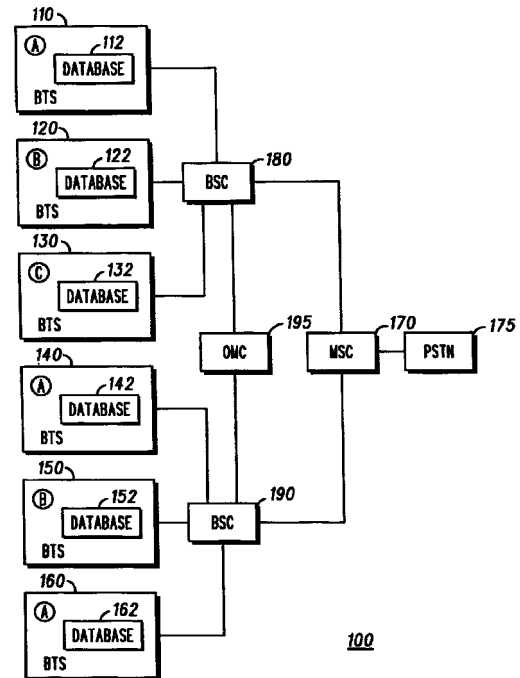 110
A
112
DATABASE
BTS
120
B
122
DATABASE
BTS
180
BSC
130
C
132
DATABASE
BTS
195
OMC
170
MSC
175
PSTN
140
A
142
DATABASE
BTS
150
B
152
DATABASE
BTS
190
BSC
160
A
162
DATABASE
BTS
100